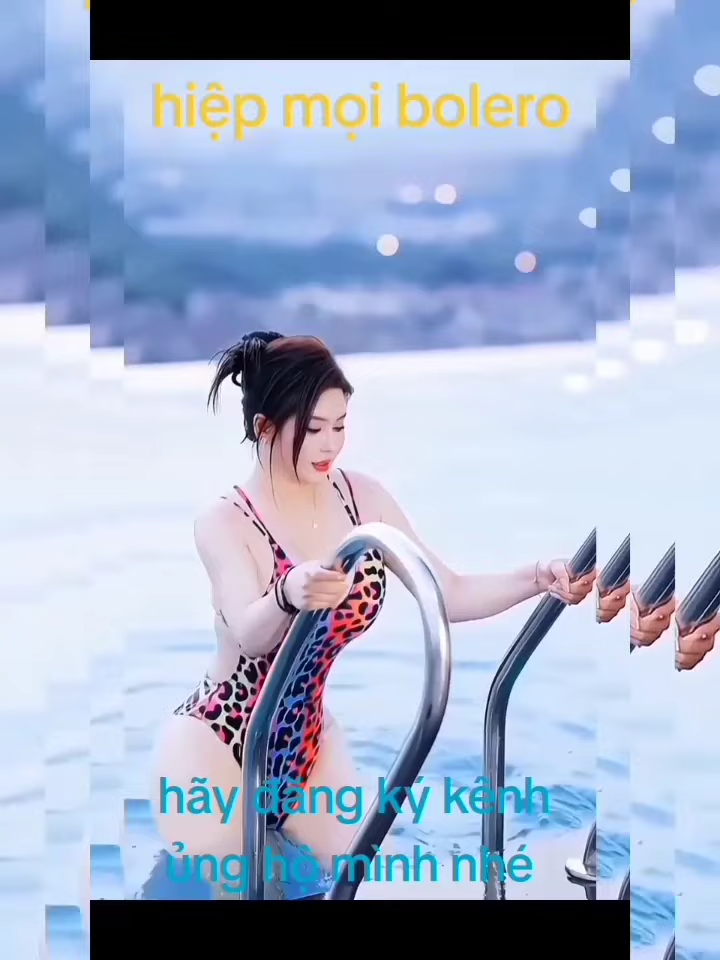 hiệp mọi bolero
hãy đăng ký kênh
ủng hộ mình nhé